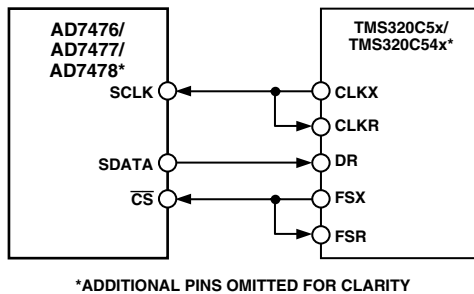 AD7476/
AD7477/
AD7478*
SCLK
SDATA
CS
TMS320C5x/
TMS320C54x*
CLKX
CLKR
DR
FSX
FSR
*ADDITIONAL PINS OMITTED FOR CLARITY